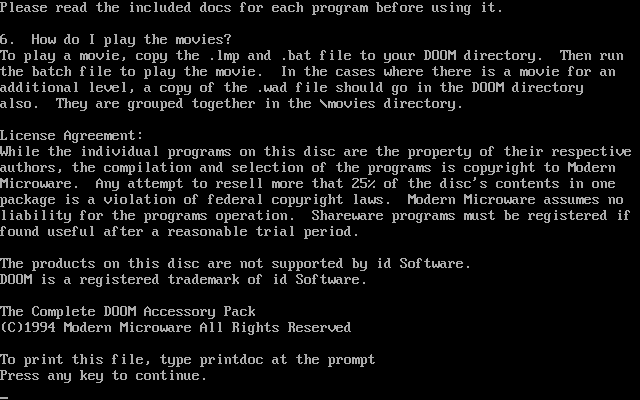 Please read the included docs for each program before using it.
6.  How do I play the movies?
To play a movie, copy the .lmp and .bat file to your DOOM directory.  Then run
the batch file to play the movie.  In the cases where there is a movie for an
additional level, a copy of the .wad file should go in the DOOM directory
also.  They are grouped together in the \movies directory.
License Agreement:
While the individual programs on this disc are the property of their respective
authors, the compilation and selection of the programs is copyright to Modern
Microware.  Any attempt to resell more that 25% of the disc's contents in one
package is a violation of federal copyright laws.  Modern Microware assumes no
liability for the programs operation.  Shareware programs must be registered if
found useful after a reasonable trial period.
The products on this disc are not supported by id Software.
DOOM is a registered trademark of id Software.
The Complete DOOM Accessory Pack
(C)1994 Modern Microware All Rights Reserved
To print this file, type printdoc at the prompt
Press any key to continue.